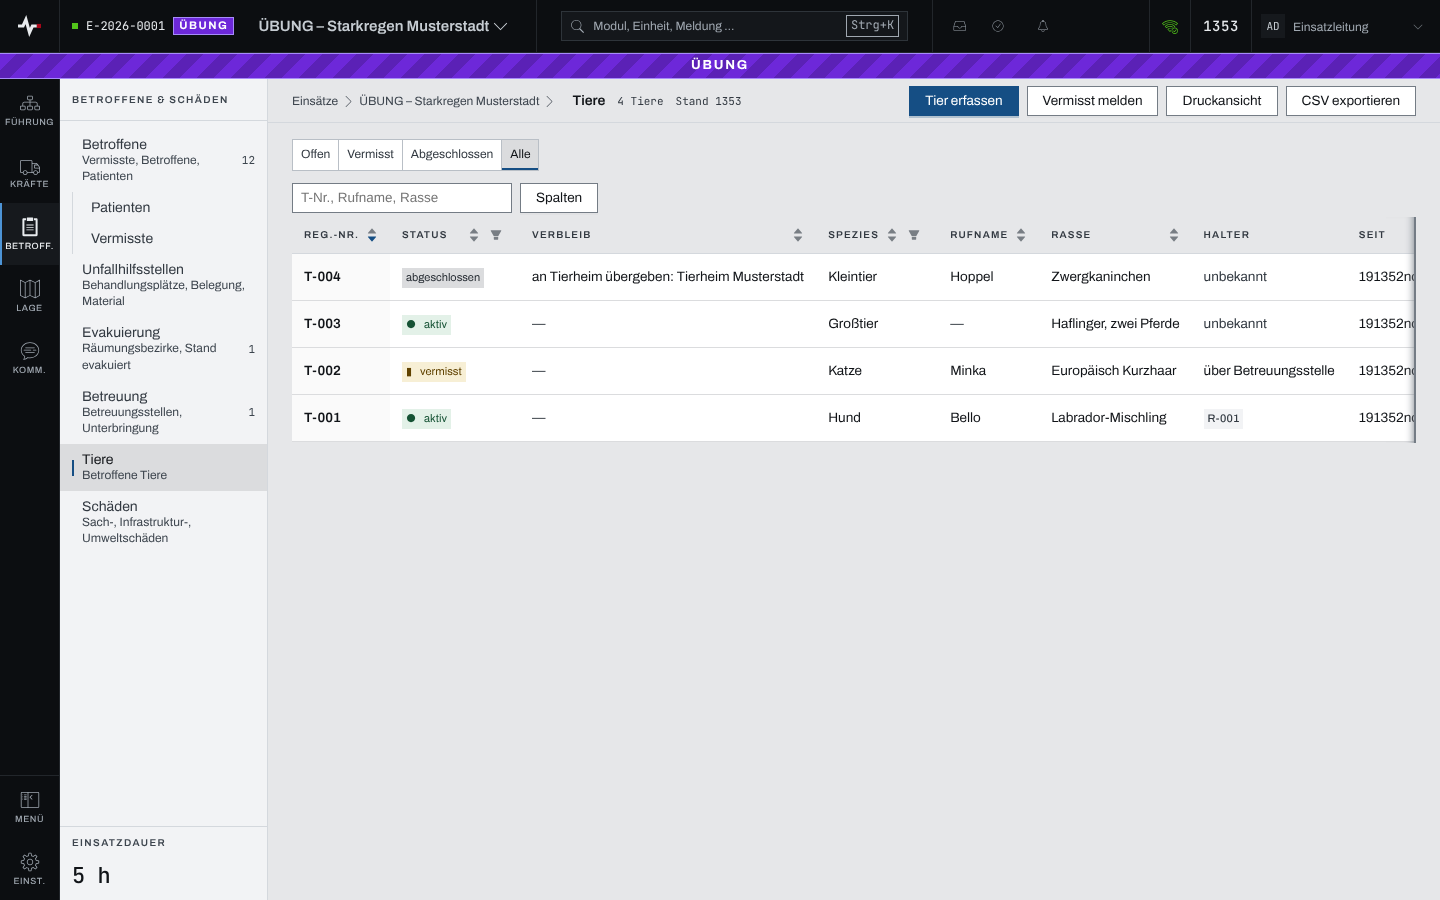 E-2026-0001 ÜBUNG ÜBUNG – Starkregen Musterstadt Modul, Einheit, Meldung ... Strg+K 1353 AD Einsatzleitung
ÜBUNG
FÜHRUNG
KRÄFTE
BETROFF.
LAGE
KOMM.
MENÜ
EINST.
BETROFFENE & SCHÄDEN
Betroffene
Vermisste, Betroffene, 12
Patienten
Patienten
Vermisste
Unfallhilfsstellen
Behandlungsplätze, Belegung,
Material
Evakuierung
Räumungsbezirke, Stand 1
evakuiert
Betreuung
Betreuungsstellen, 1
Unterbringung
Tiere
Betroffene Tiere
Schäden
Sach-, Infrastruktur-,
Umweltschäden
EINSATZDAUER
5 h
Einsätze ÜBUNG – Starkregen Musterstadt Tiere 4 Tiere Stand 1353 Tier erfassen Vermisst melden Druckansicht CSV exportieren
Offen Vermisst Abgeschlossen Alle
T-Nr., Rufname, Rasse Spalten
REG.-NR. STATUS VERBLEIB SPEZIES RUFNAME RASSE HALTER SEIT
T-004 abgeschlossen an Tierheim übergeben: Tierheim Musterstadt Kleintier Hoppel Zwergkaninchen unbekannt 191352no
T-003 aktiv — Großtier — Haflinger, zwei Pferde unbekannt 191352no
T-002 vermisst — Katze Minka Europäisch Kurzhaar über Betreuungsstelle 191352no
T-001 aktiv — Hund Bello Labrador-Mischling R-001 191352no